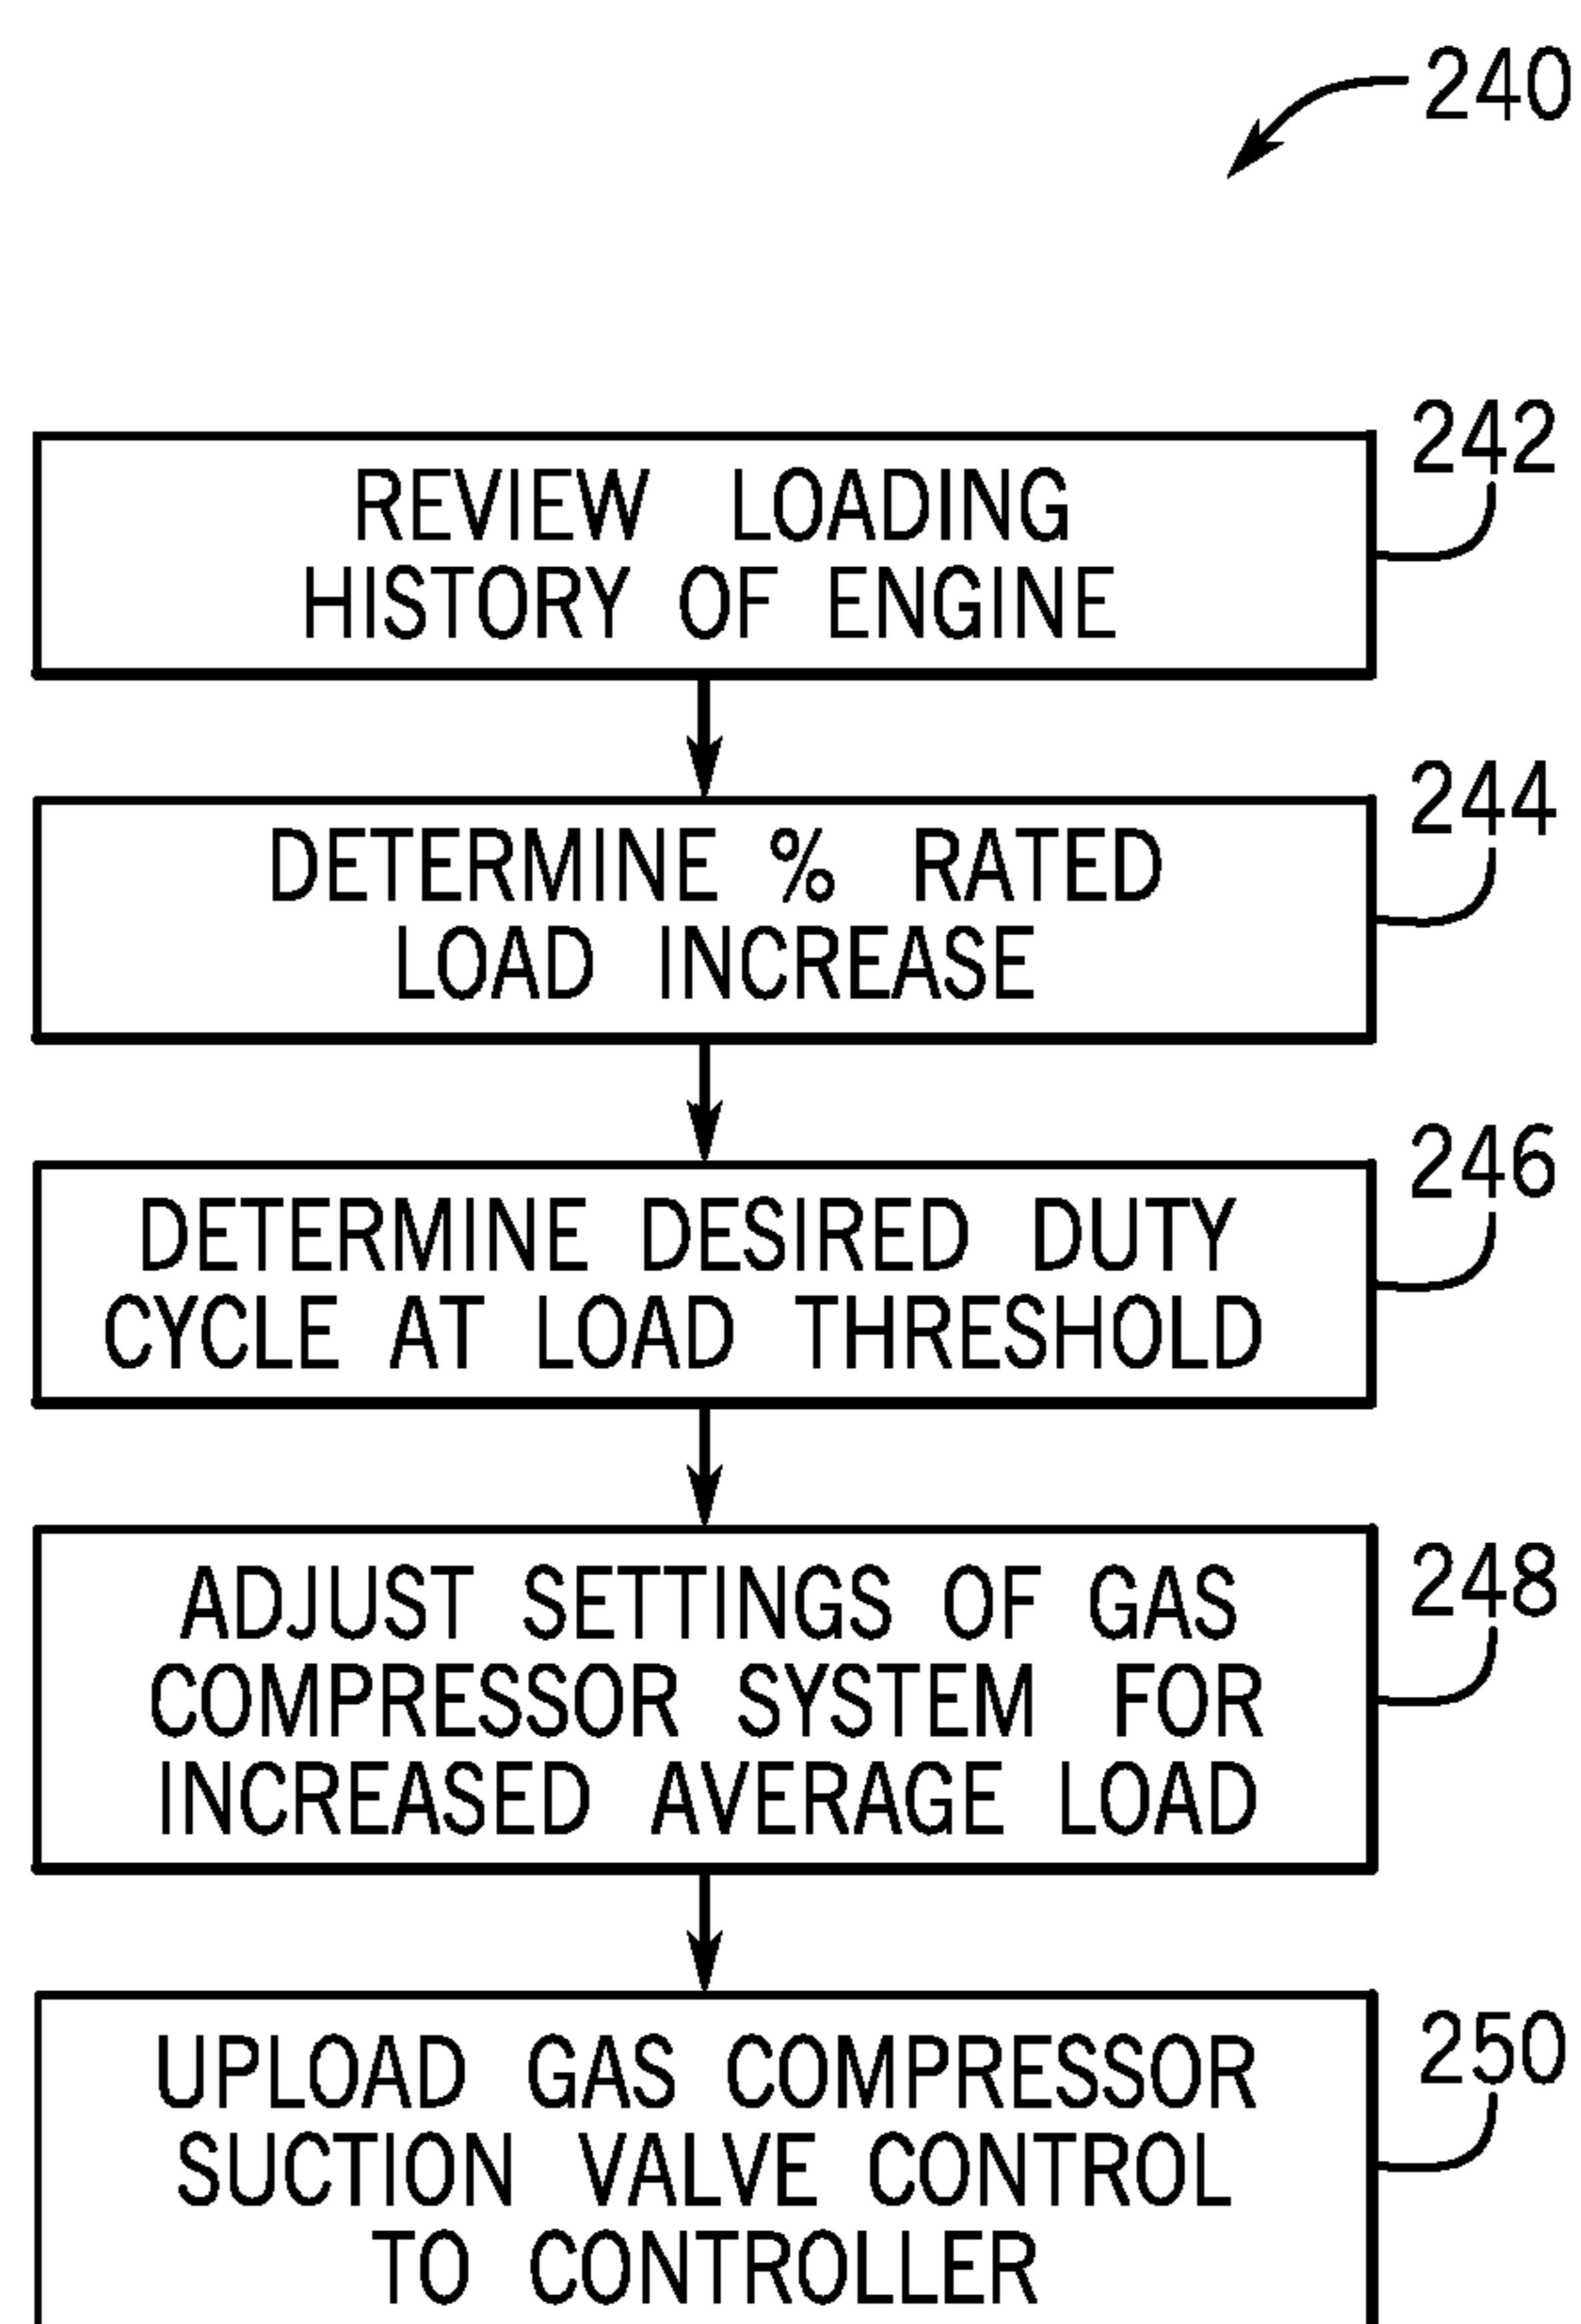 240
242
REVIEW LOADING
HISTORY OF ENGINE
244
DETERMINE % RATED
LOAD INCREASE
246
DETERMINE DESIRED DUTY
CYCLE AT LOAD THRESHOLD
248
ADJUST SETTINGS OF GAS
COMPRESSOR SYSTEM FOR
INCREASED AVERAGE LOAD
250
UPLOAD GAS COMPRESSOR
SUCTION VALVE CONTROL
TO CONTROLLER